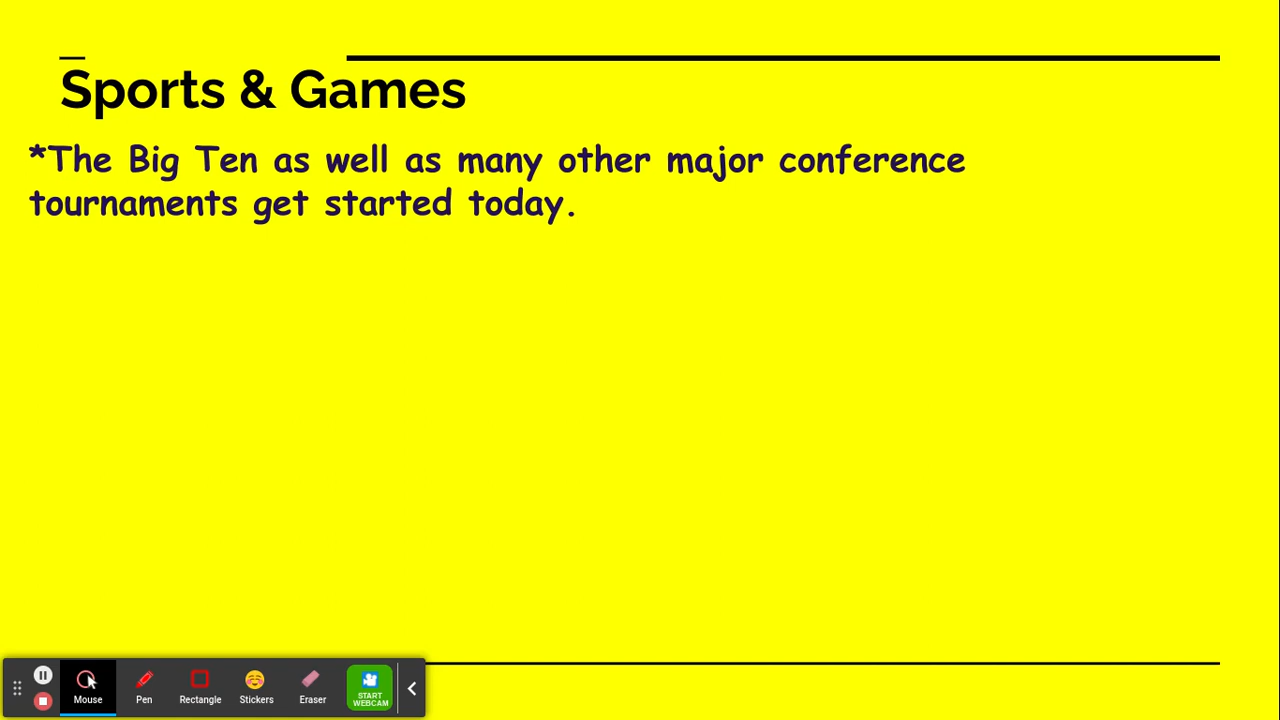 Sports & Games
*The Big Ten as well as many other major conference
tournaments get started today.
Mouse
Pen
Rectangle
Stickers
Eraser
START
WEBCAM